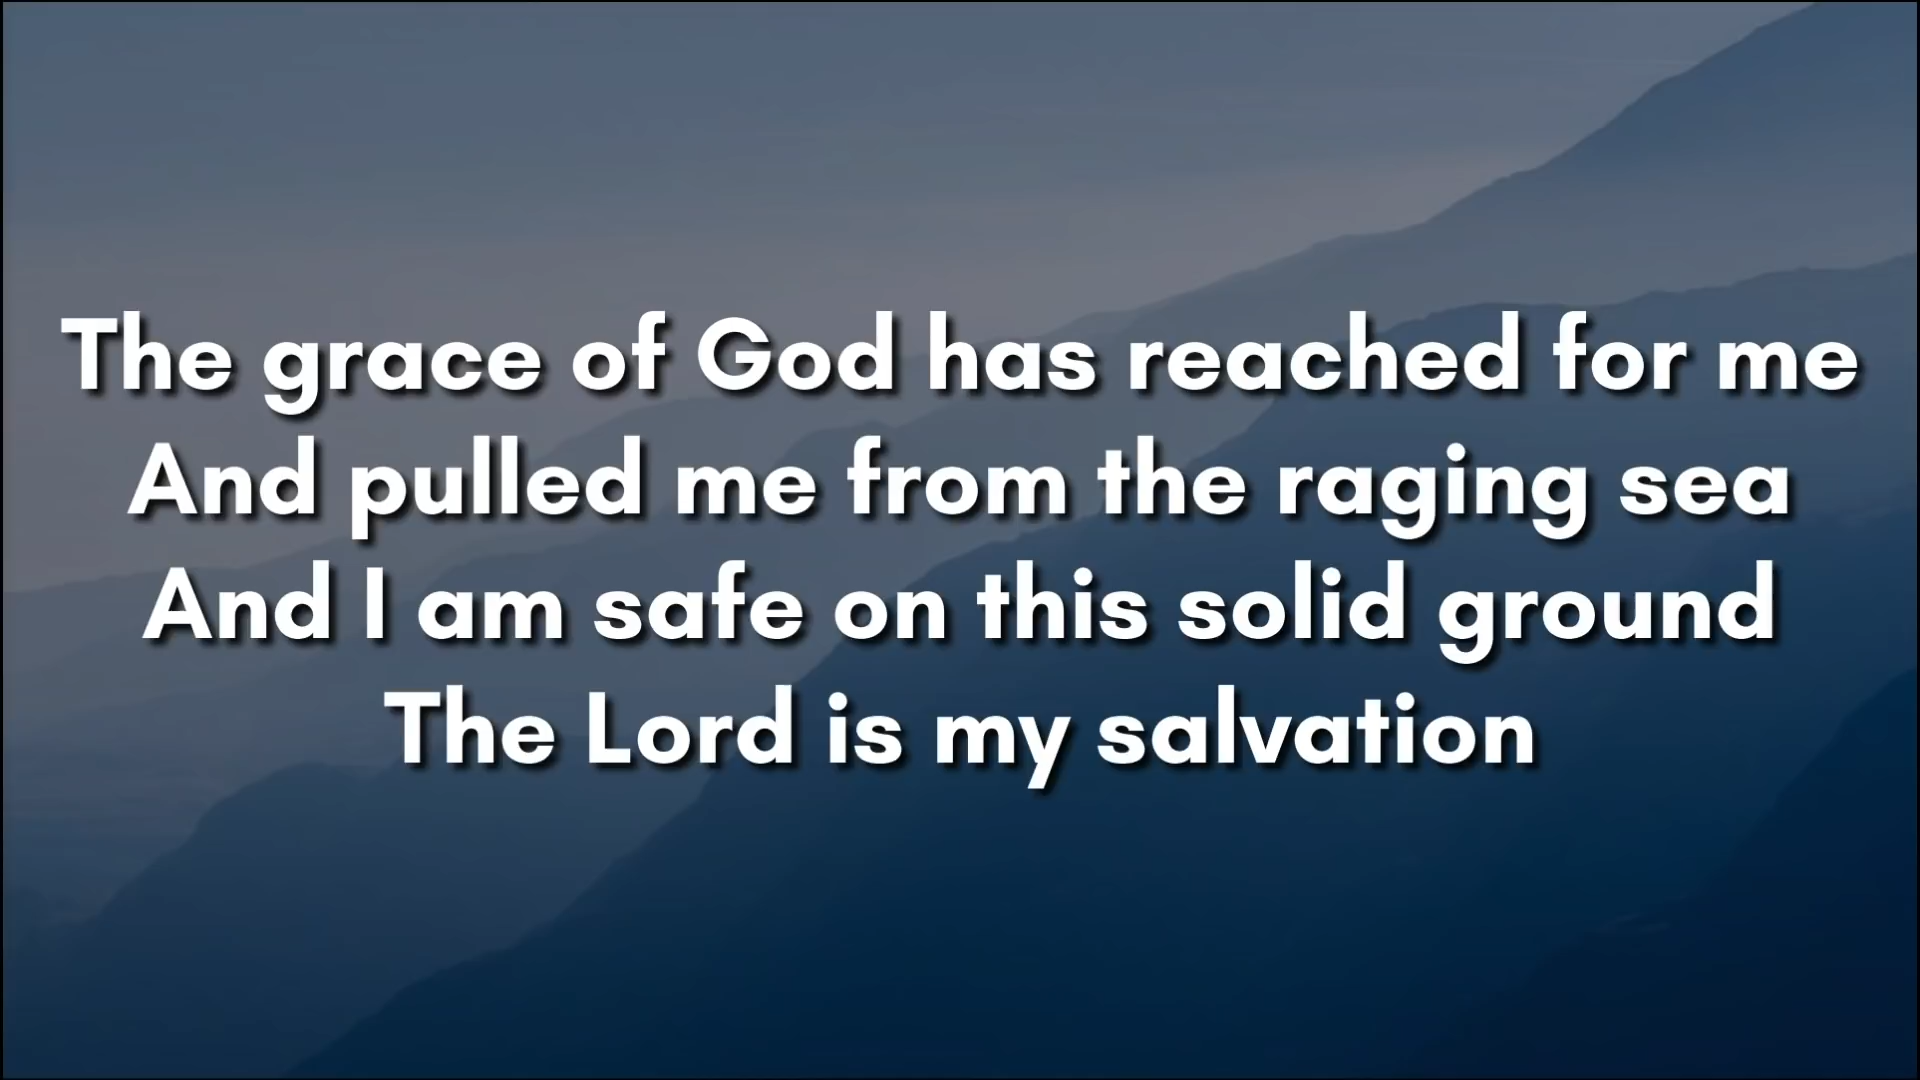 The grace of God has reached for me
And pulled me from the raging sea
And I am safe on this solid ground
The Lord is my salvation